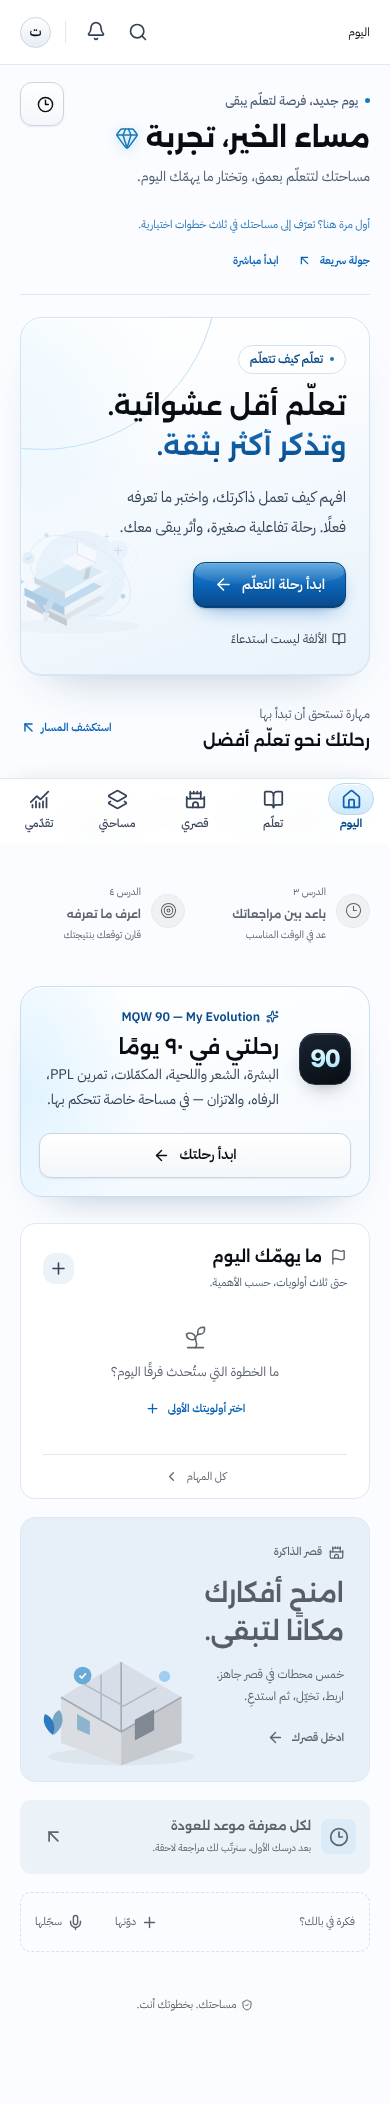 اليوم
ت
يوم جديد، فرصة لتعلّم يبقى
مساء الخير، تجربة
مساحتك لتتعلّم بعمق، وتختار ما يهمّك اليوم.
أول مرة هنا؟ تعرّف إلى مساحتك في ثلاث خطوات اختيارية.
جولة سريعة
ابدأ مباشرة
تعلّم كيف تتعلّم
تعلّم أقل عشوائية.
وتذكر أكثر بثقة.
افهم كيف تعمل ذاكرتك، واختبر ما تعرفه
فعلًا. رحلة تفاعلية صغيرة، وأثر يبقى معك.
ابدأ رحلة التعلّم
الألفة ليست استدعاءً
مهارة تستحق أن تبدأ بها
رحلتك نحو تعلّم أفضل
استكشف المسار
اليوم
تعلّم
قصري
مساحتي
تقدّمي
الدرس ٣
باعد بين مراجعاتك
عد في الوقت المناسب
الدرس ٤
اعرف ما تعرفه
قارن توقعك بنتيجتك
MQW 90 — My Evolution
90
رحلتي في ٩٠ يومًا
البشرة، الشعر واللحية، المكمّلات، تمرين PPL،
الرفاه، والاتزان — في مساحة خاصة تتحكم بها.
ابدأ رحلتك
ما يهمّك اليوم
حتى ثلاث أولويات، حسب الأهمية.
ما الخطوة التي ستُحدث فرقًا اليوم؟
اختر أولويتك الأولى
كل المهام
قصر الذاكرة
امنح أفكارك
مكانًا لتبقى.
خمس محطات في قصر جاهز.
اربط، تخيّل، ثم استدعِ.
ادخل قصرك
لكل معرفة موعد للعودة
بعد درسك الأول، سنرتّب لك مراجعة لاحقة.
فكرة في بالك؟
دوّنها
سجّلها
مساحتك. بخطوتك أنت.